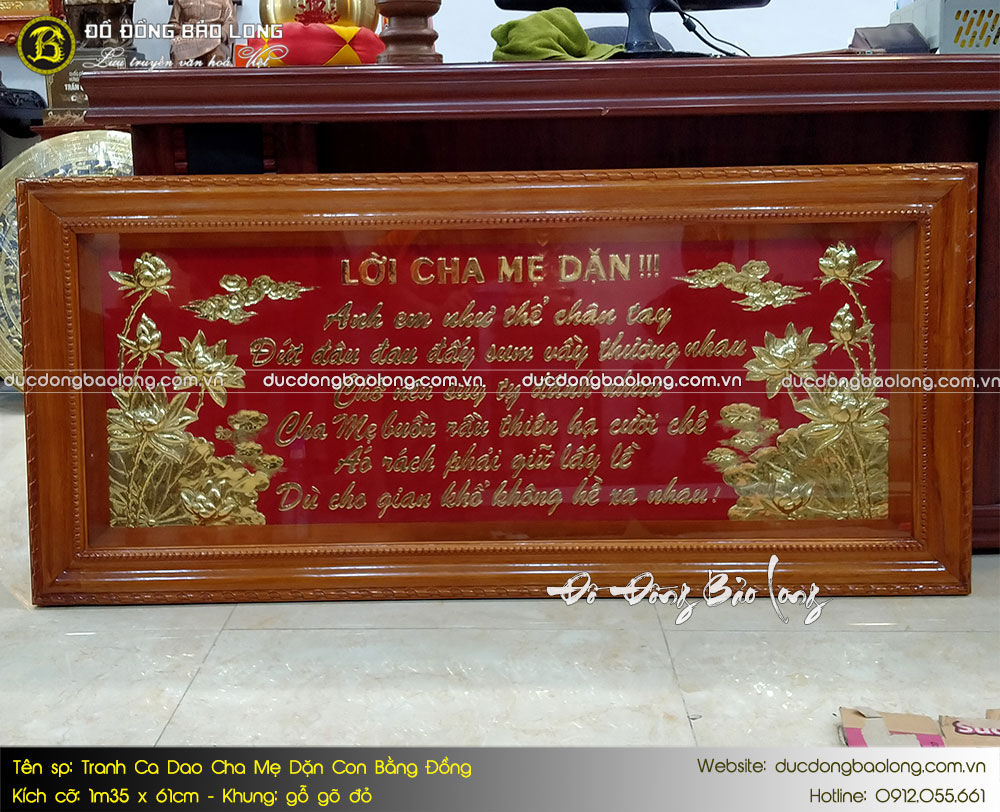 ĐỒ ĐỒNG BẢO LONG
Lưu truyền văn hoá Việt
LỜI CHA MẸ DẶN!!!
Anh em như thể chân tay
Đứt đâu đau đấy sum vầy thương nhau
Chớ nên suy tỵ
Cha Mẹ buồn rầu thiên hạ cười chê
Áo rách phải giữ lấy lề
Dù cho gian khổ không hề xa nhau!
ducdongbaolong.com.vn ducdongbaolong.com.vn ducdongbaolong.com.vn
Đồ Đồng Bảo Long
Tên sp: Tranh Ca Dao Cha Mẹ Dặn Con Bằng Đồng
Kích cỡ: 1m35 x 61cm - Khung: gỗ gõ đỏ
Website: ducdongbaolong.com.vn
Hotline: 0912.055.661